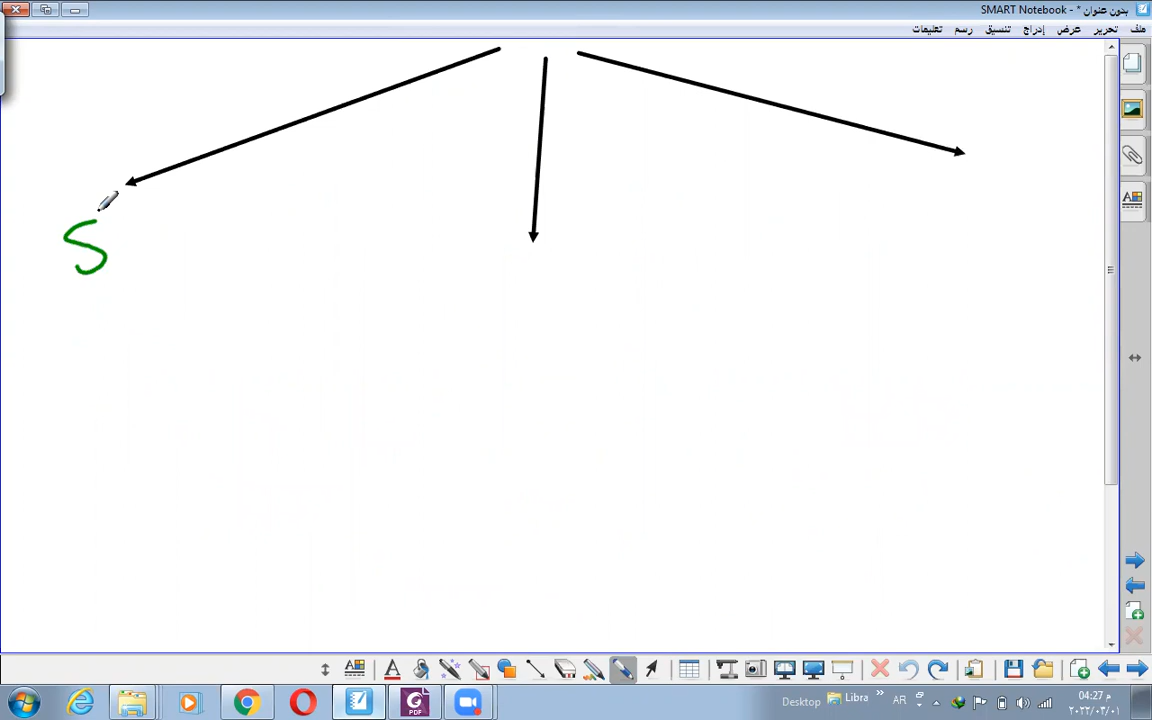 بدون عنوان * - SMART Notebook
ملف تحرير عرض إدراج تنسيق رسم تعليمات
S
PDF
Desktop Libra » AR
04:27 م
٢٠٢٢/٠٣/٠١